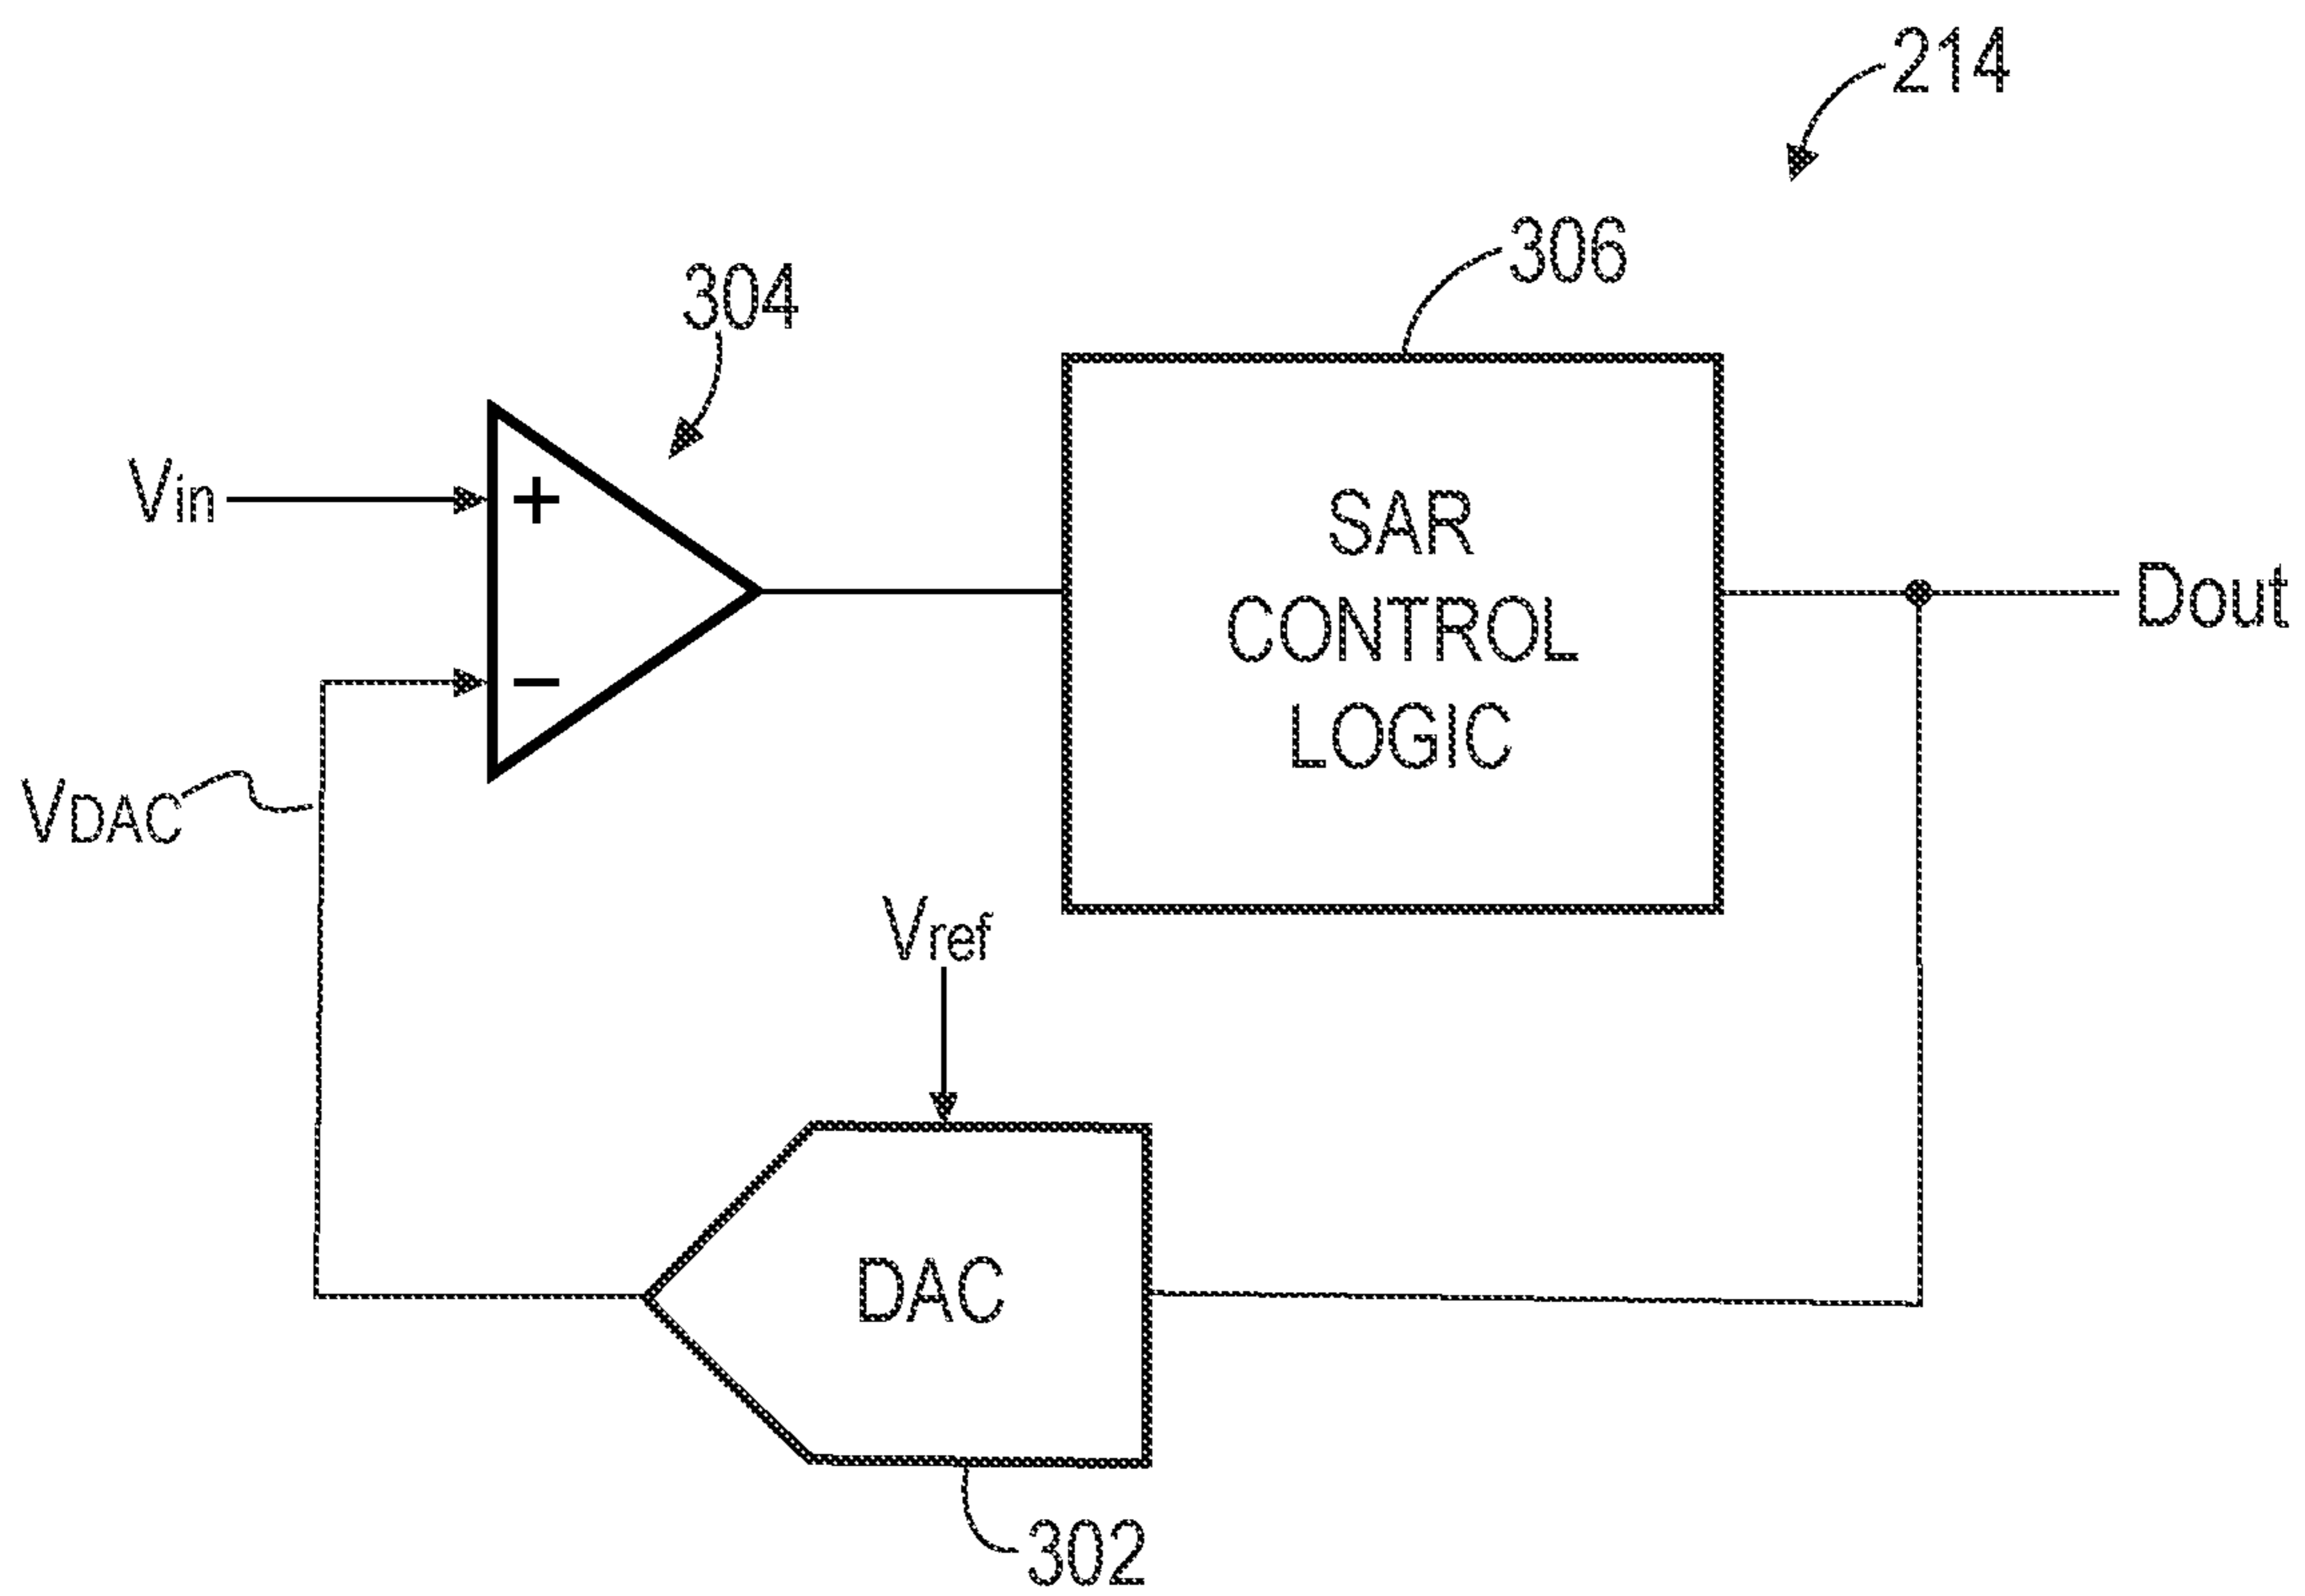 214
306
304
Vin
+
SAR
CONTROL
LOGIC
Dout
−
VDAC
Vref
DAC
302